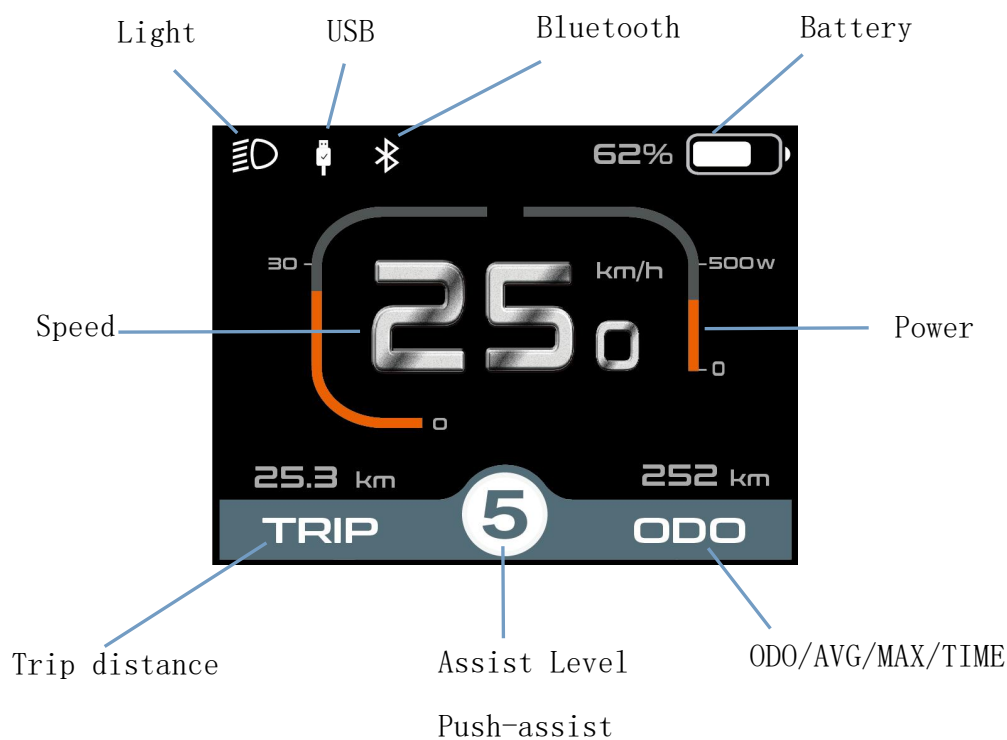 Light USB Bluetooth Battery
62%
30
25.0 km/h
500W
Speed
Power
0
0
25.3 km
252 km
TRIP 5 ODO
Trip distance
Assist Level
ODO/AVG/MAX/TIME
Push-assist